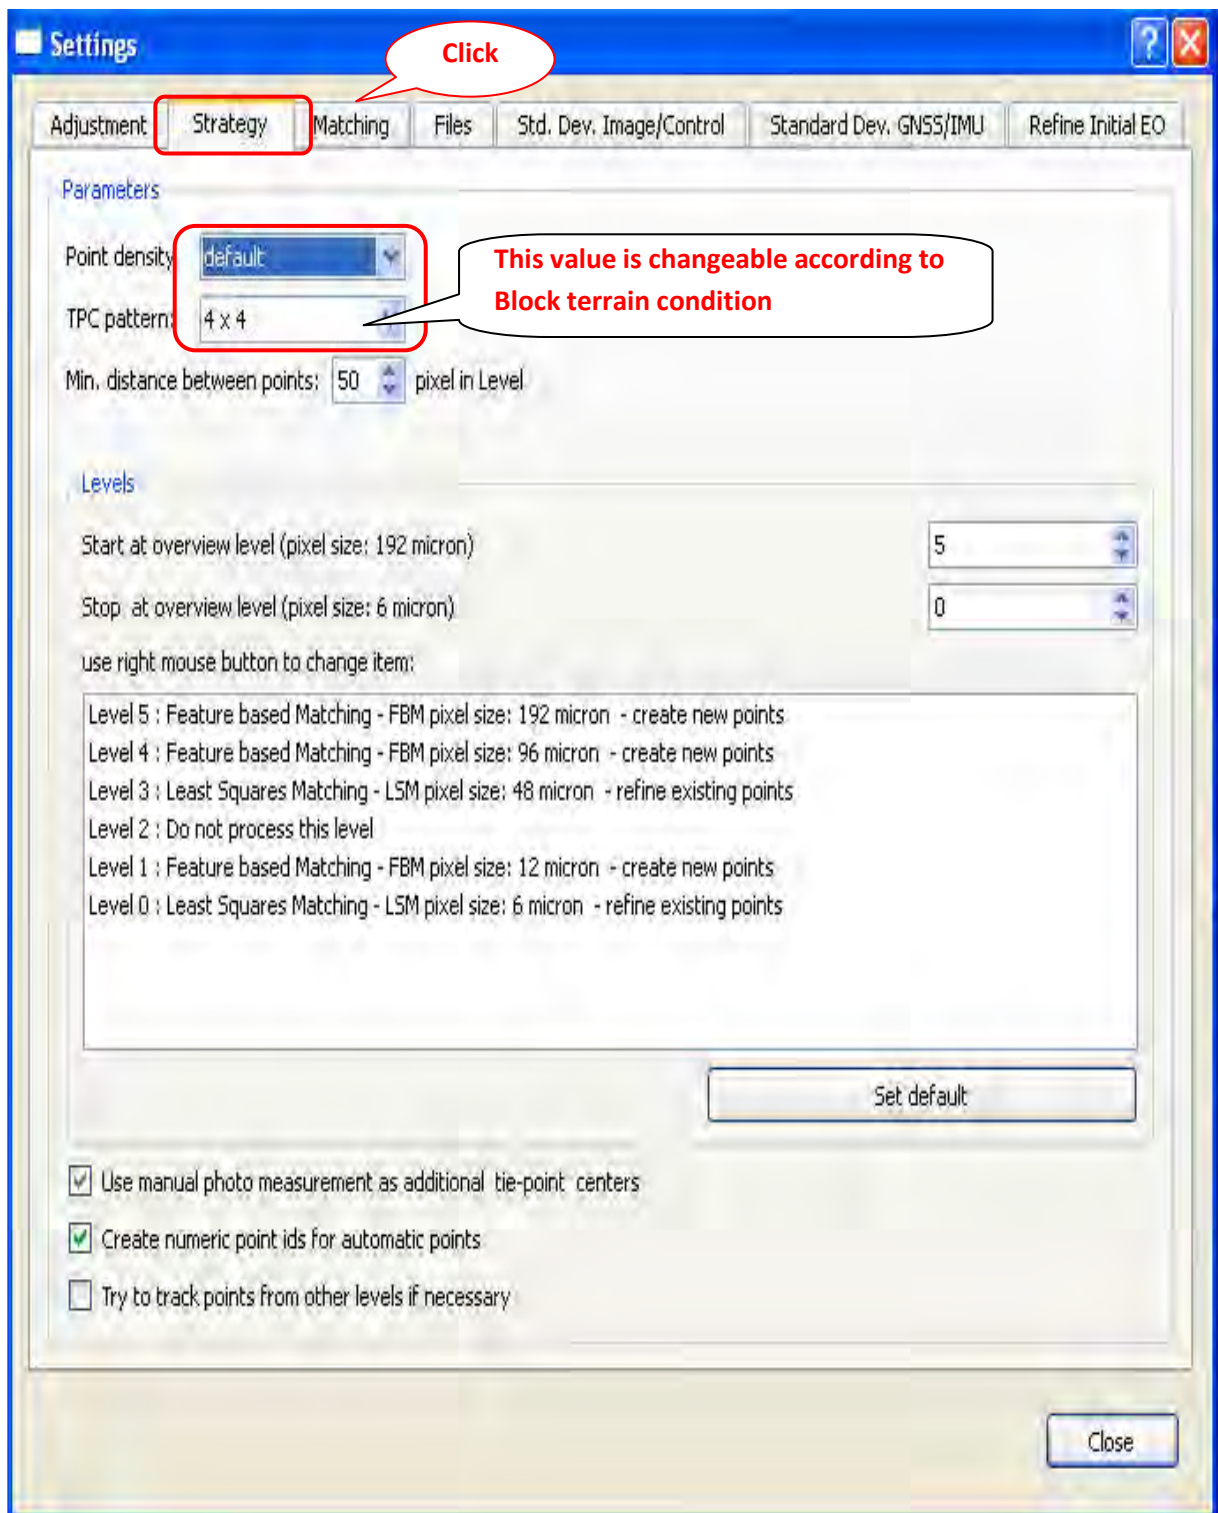 Settings
Click
Adjustment Strategy Matching Files Std. Dev. Image/Control Standard Dev. GNSS/IMU Refine Initial EO
Parameters
Point density default
TPC pattern: 4 x 4
This value is changeable according to
Block terrain condition
Min. distance between points: 50 pixel in Level
Levels
Start at overview level (pixel size: 192 micron) 5
Stop at overview level (pixel size: 6 micron) 0
use right mouse button to change item:
Level 5 : Feature based Matching - FBM pixel size: 192 micron - create new points
Level 4 : Feature based Matching - FBM pixel size: 96 micron - create new points
Level 3 : Least Squares Matching - LSM pixel size: 48 micron - refine existing points
Level 2 : Do not process this level
Level 1 : Feature based Matching - FBM pixel size: 12 micron - create new points
Level 0 : Least Squares Matching - LSM pixel size: 6 micron - refine existing points
Set default
Use manual photo measurement as additional tie-point centers
Create numeric point ids for automatic points
Try to track points from other levels if necessary
Close